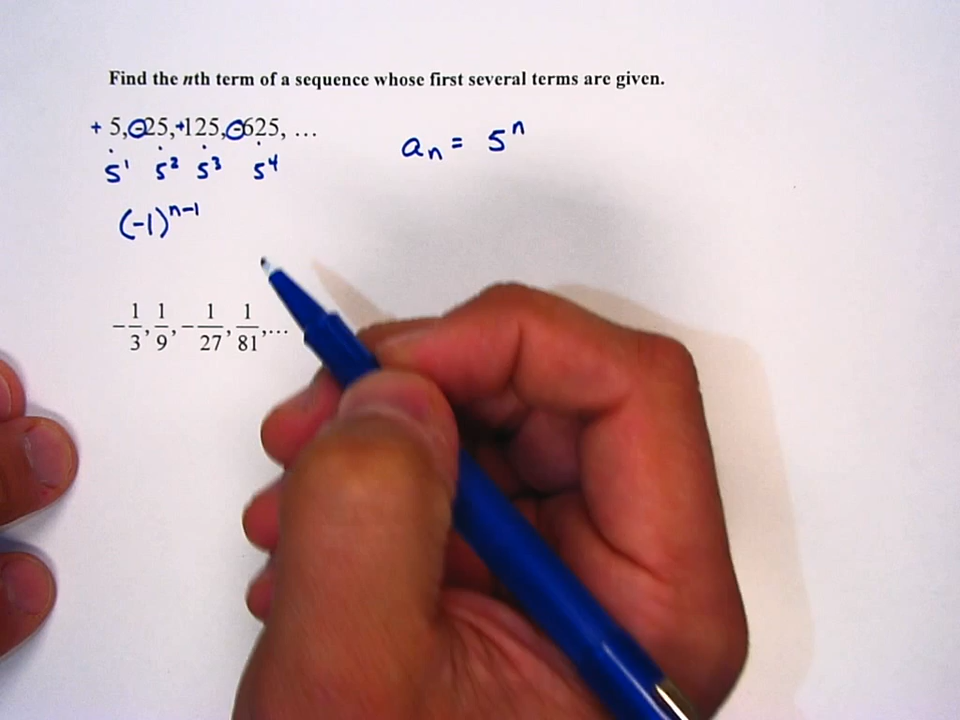 Find the nth term of a sequence whose first several terms are given.
+ 5, -25, +125, -625, … aₙ = 5ⁿ
5¹ 5² 5³ 5⁴
(-1)ⁿ⁻¹
-1/3, 1/9, -1/27, 1/81, …